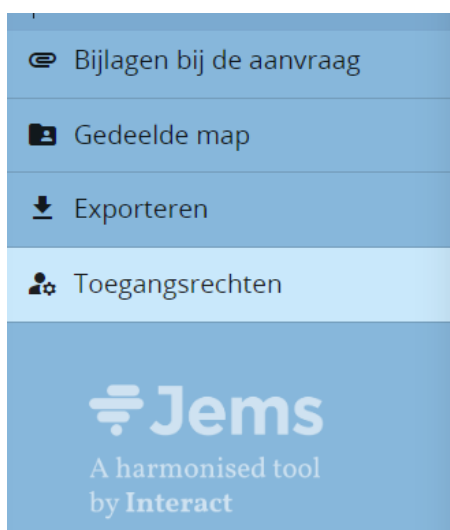 Bijlagen bij de aanvraag
Gedeelde map
Exporteren
Toegangsrechten
Jems
A harmonised tool
by Interact